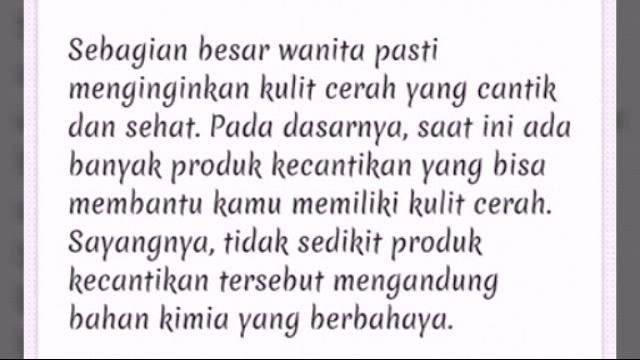 Sebagian besar wanita pasti
menginginkan kulit cerah yang cantik
dan sehat. Pada dasarnya, saat ini ada
banyak produk kecantikan yang bisa
membantu kamu memiliki kulit cerah.
Sayangnya, tidak sedikit produk
kecantikan tersebut mengandung
bahan kimia yang berbahaya.